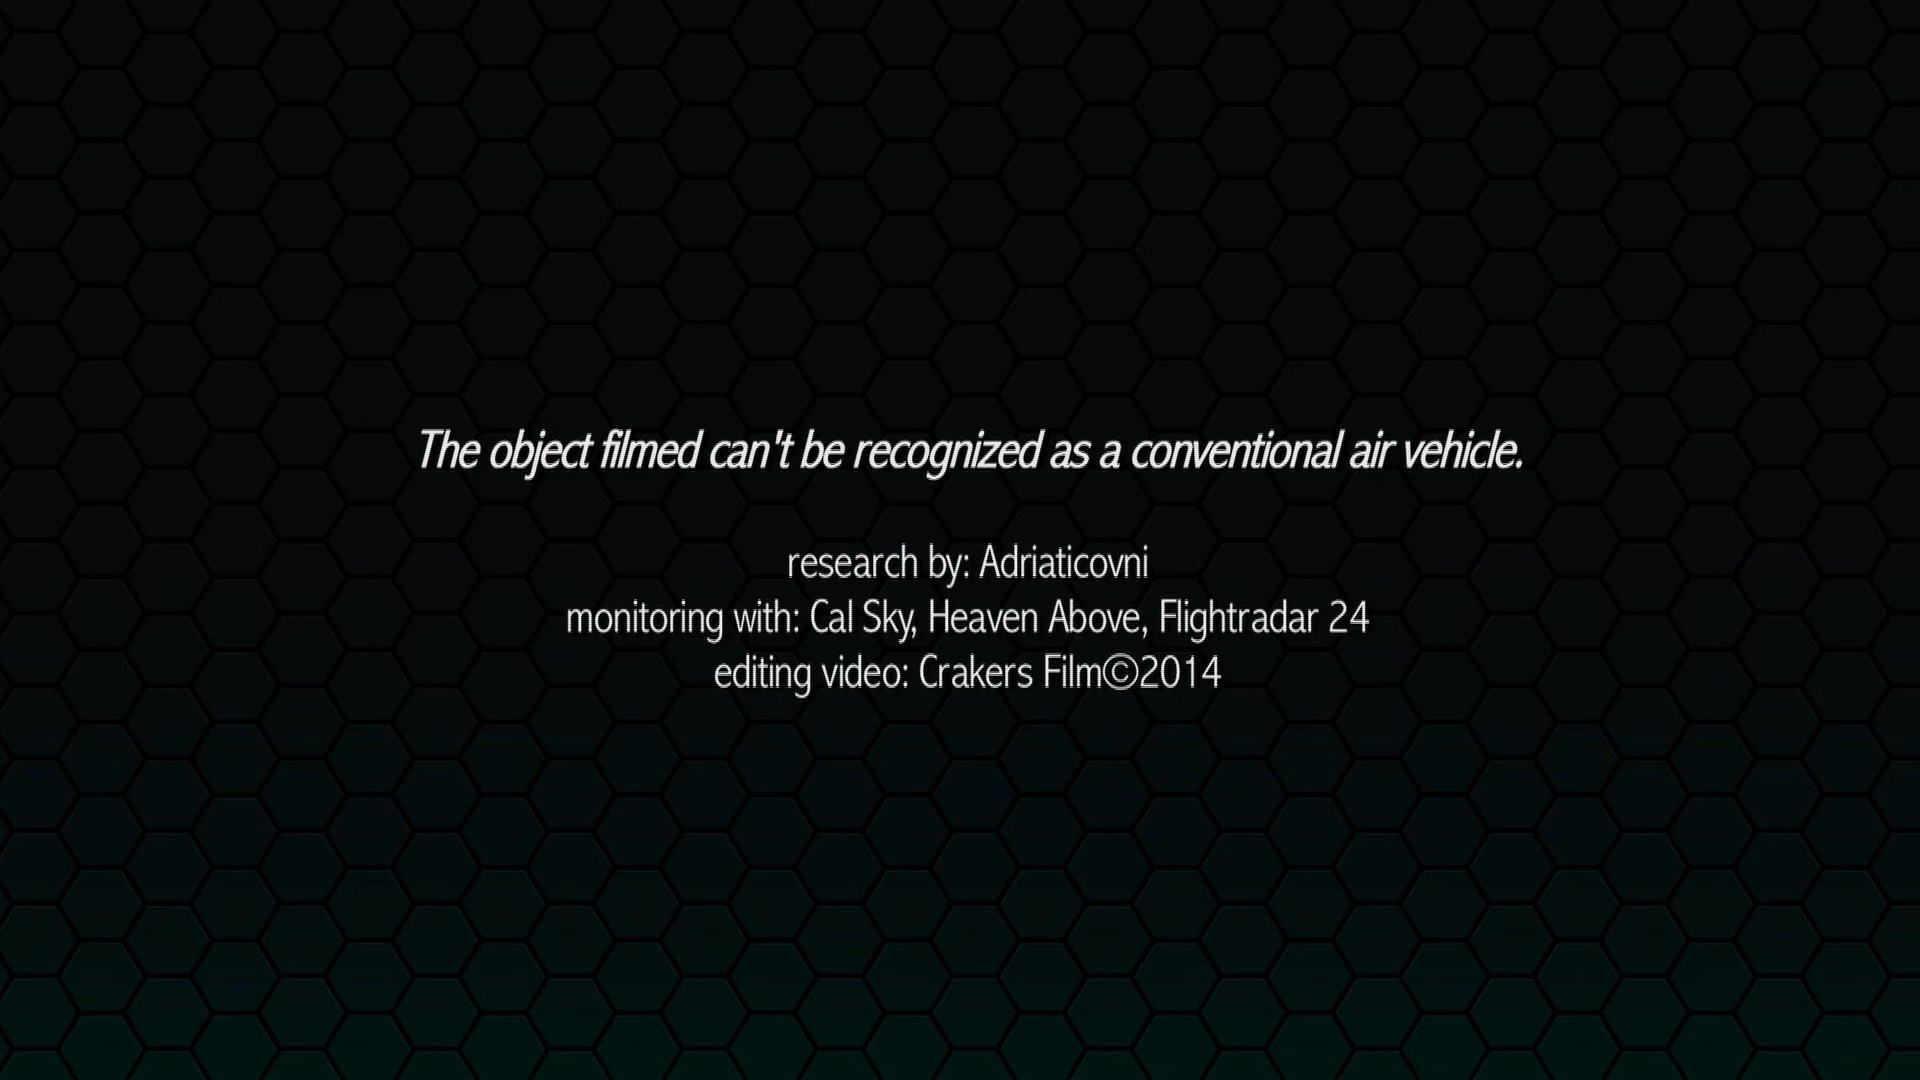 The object filmed can't be recognized as a conventional air vehicle.
research by: Adriaticovni
monitoring with: Cal Sky, Heaven Above, Flightradar 24
editing video: Crakers Film©2014